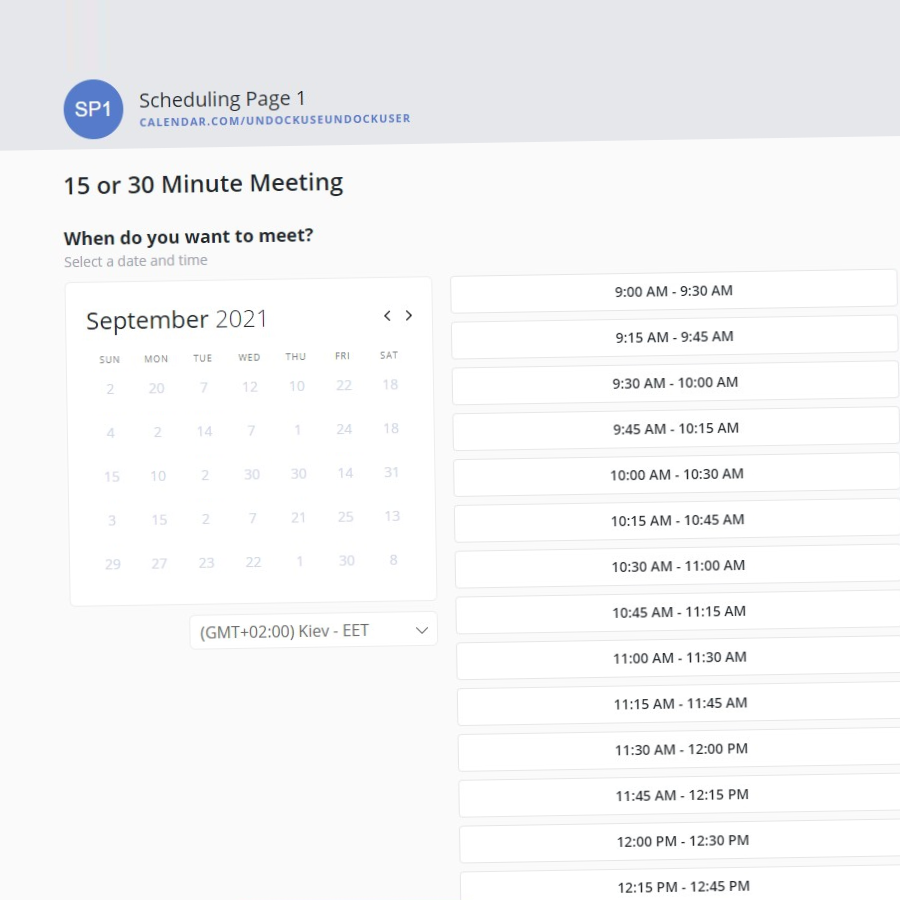 SP1
Scheduling Page 1
CALENDAR.COM/UNDOCKUSEUNDOCKUSER
15 or 30 Minute Meeting
When do you want to meet?
Select a date and time
September 2021
SUN MON TUE WED THU FRI SAT
2 20 7 12 10 22 18
4 2 14 7 1 24 18
15 10 2 30 30 14 31
3 15 2 7 21 25 13
29 27 23 22 1 30 8
(GMT+02:00) Kiev - EET
9:00 AM - 9:30 AM
9:15 AM - 9:45 AM
9:30 AM - 10:00 AM
9:45 AM - 10:15 AM
10:00 AM - 10:30 AM
10:15 AM - 10:45 AM
10:30 AM - 11:00 AM
10:45 AM - 11:15 AM
11:00 AM - 11:30 AM
11:15 AM - 11:45 AM
11:30 AM - 12:00 PM
11:45 AM - 12:15 PM
12:00 PM - 12:30 PM
12:15 PM - 12:45 PM